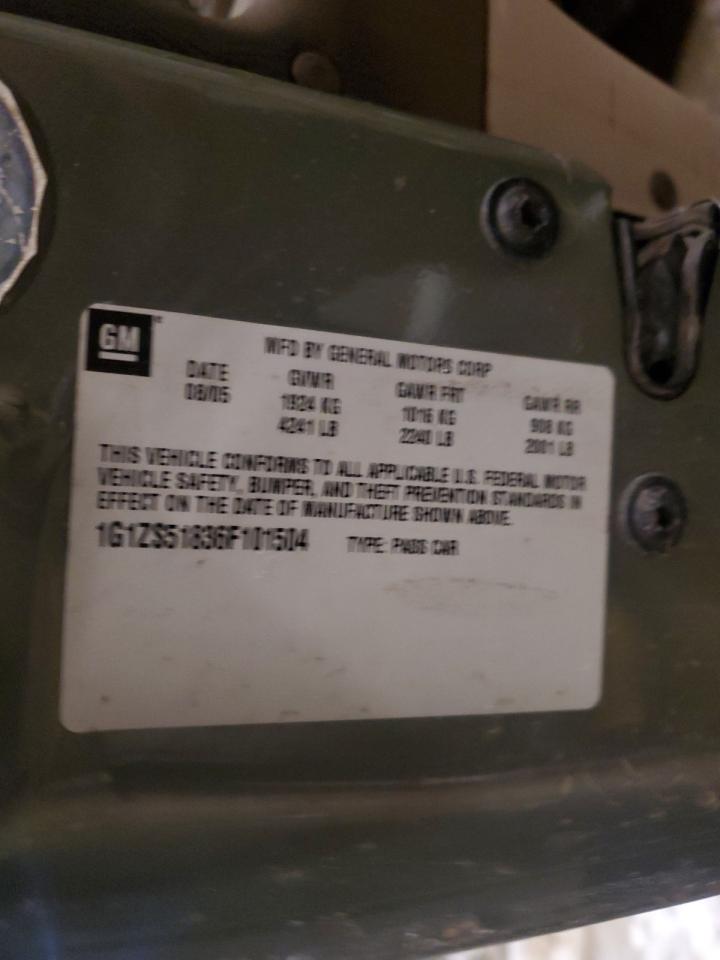 GM
MFD BY GENERAL MOTORS CORP
DATE GVWR GAWR FRT GAWR RR
08/05 1924 KG 1016 KG 908 KG
4241 LB 2240 LB 2001 LB
THIS VEHICLE CONFORMS TO ALL APPLICABLE U.S. FEDERAL MOTOR
VEHICLE SAFETY, BUMPER, AND THEFT PREVENTION STANDARDS IN
EFFECT ON THE DATE OF MANUFACTURE SHOWN ABOVE.
1G1ZS51836F101504 TYPE: PASS CAR